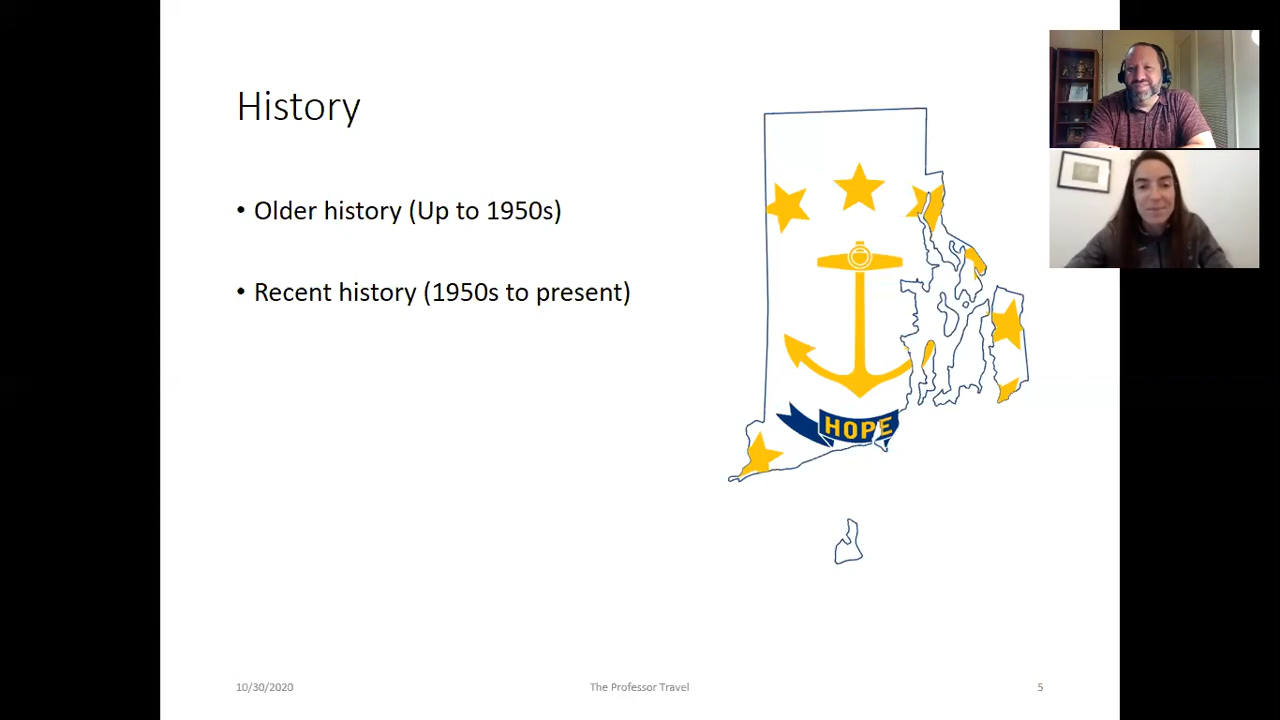 History
• Older history (Up to 1950s)
• Recent history (1950s to present)
HOPE
10/30/2020
The Professor Travel
5